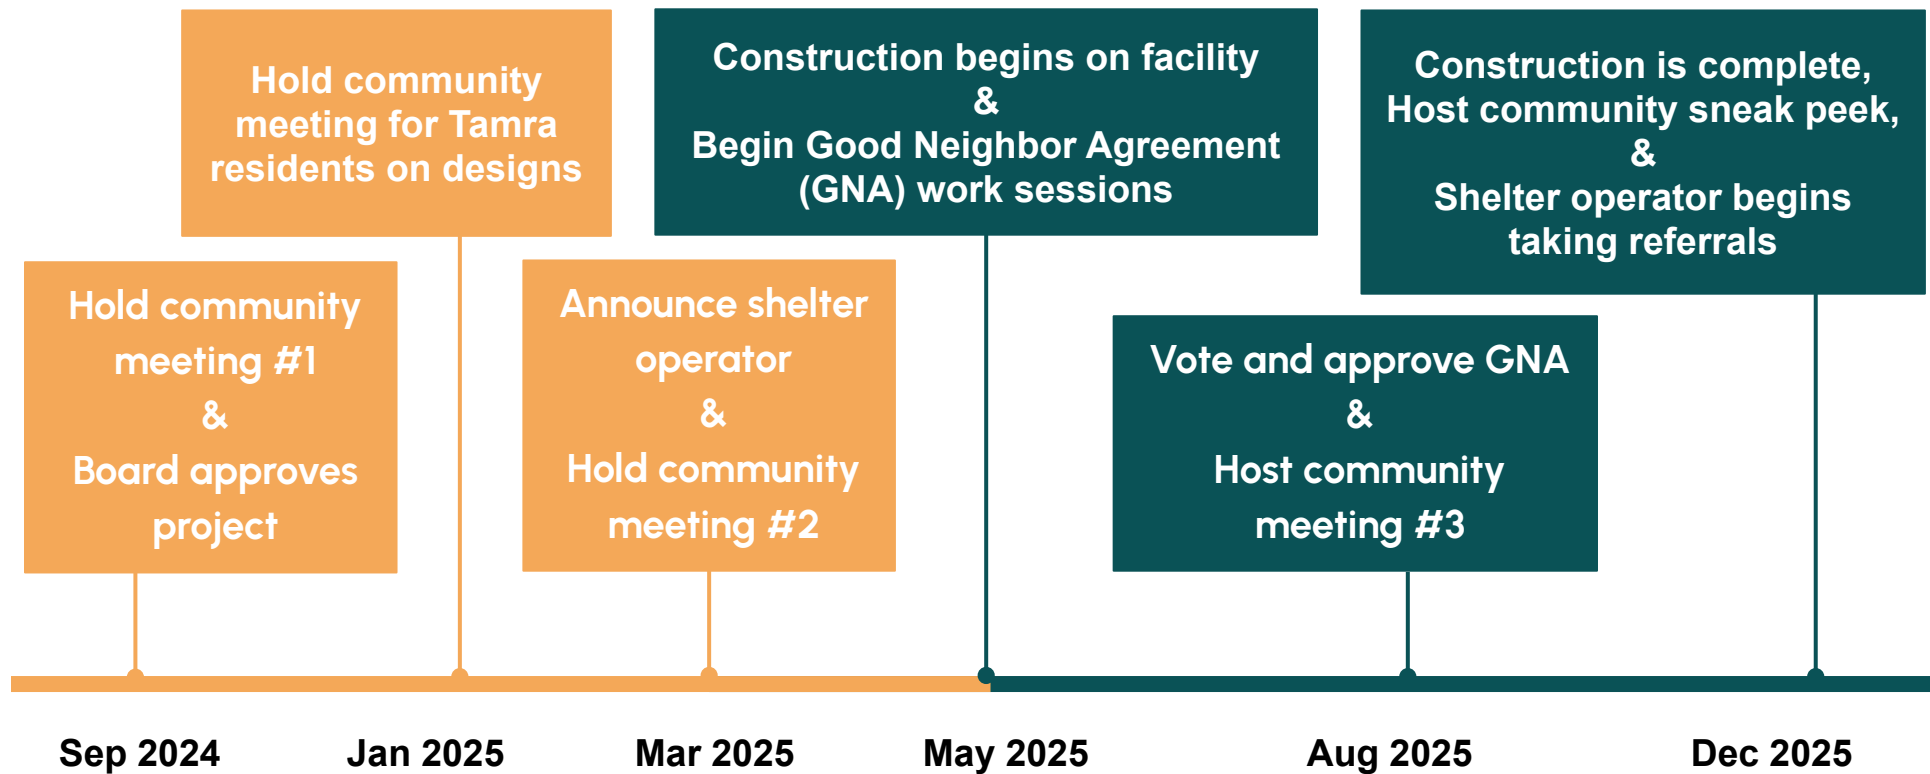 Hold community
meeting for Tamra
residents on designs
Construction begins on facility
&
Begin Good Neighbor Agreement
(GNA) work sessions
Construction is complete,
Host community sneak peek,
&
Shelter operator begins
taking referrals
Hold community
meeting #1
&
Board approves
project
Announce shelter
operator
&
Hold community
meeting #2
Vote and approve GNA
&
Host community
meeting #3
Sep 2024
Jan 2025
Mar 2025
May 2025
Aug 2025
Dec 2025